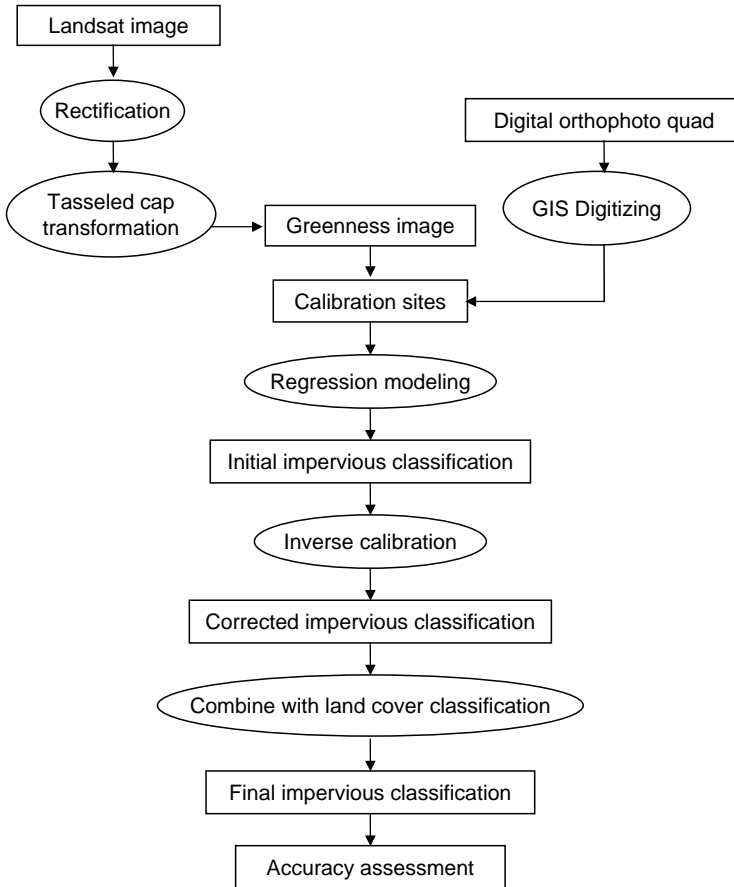 Landsat image
Rectification
Digital orthophoto quad
Tasseled cap
transformation
GIS Digitizing
Greenness image
Calibration sites
Regression modeling
Initial impervious classification
Inverse calibration
Corrected impervious classification
Combine with land cover classification
Final impervious classification
Accuracy assessment